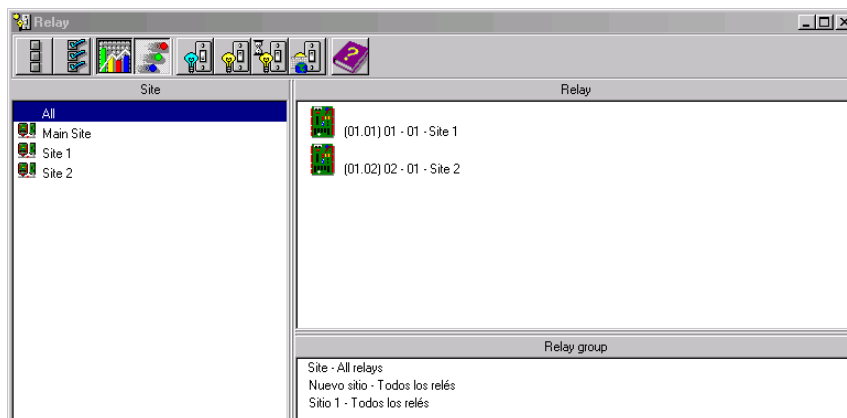 Relay
Site
Relay
All
Main Site
Site 1
Site 2
(01.01) 01 - 01 - Site 1
(01.02) 02 - 01 - Site 2
Relay group
Site - All relays
Nuevo sitio - Todos los relés
Sitio 1 - Todos los relés